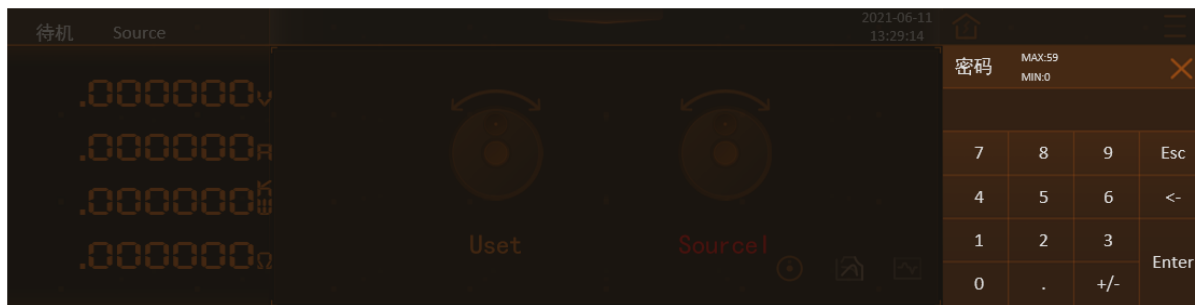 待机 Source
2021-06-11
13:29:14
.000000V
.000000A
.000000KW
.000000Ω
Uset
SourceI
密码
MAX:59
MIN:0
7 8 9 Esc
4 5 6 <-
1 2 3
Enter
0 . +/-